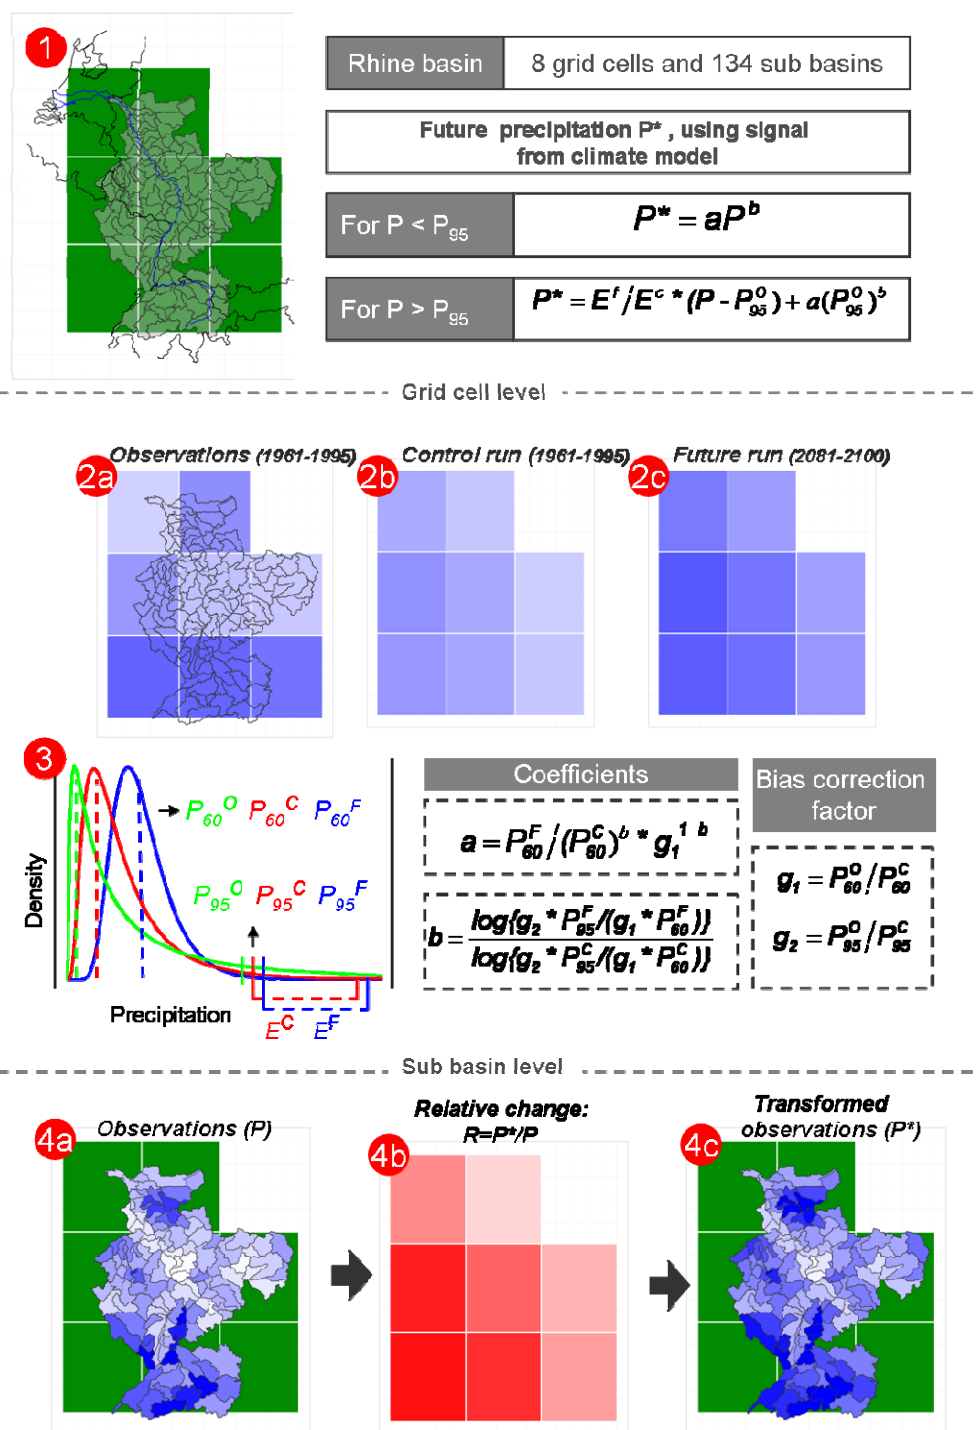 1
Rhine basin
8 grid cells and 134 sub basins
Future precipitation P* , using signal
from climate model
For P < P95
P* = aP^b
For P > P95
P* = E^f/E^c *(P - P95^O) + a(P95^O)^b
Grid cell level
2a
Observations (1961-1995)
2b
Control run (1961-1995)
2c
Future run (2081-2100)
3
Density
Precipitation
P60^O P60^C P60^F
P95^O P95^C P95^F
E^C E^F
Coefficients
a = P60^F/(P60^C)^b * g1^1 b
b = log{g2 * P95^F/(g1 * P60^F)}
log{g2 * P95^C/(g1 * P60^C)}
Bias correction
factor
g1 = P60^O/P60^C
g2 = P95^O/P95^C
Sub basin level
4a
Observations (P)
4b
Relative change:
R=P*/P
4c
Transformed
observations (P*)